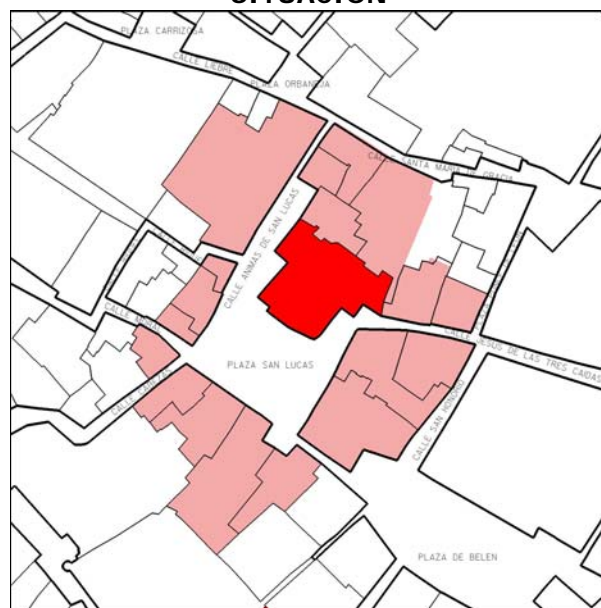 SITUACIÓN
PLAZA CARRIZOSA
CALLE LIEBRE
PLAZA ORBANEJA
CALLE SANTA MARIA DE GRACIA
CALLE ANIMAS DE SAN LUCAS
CALLE JESUS DE LAS TRES CAIDAS
PLAZA SAN LUCAS
CALLE SAN HONORIO
PLAZA DE BELEN